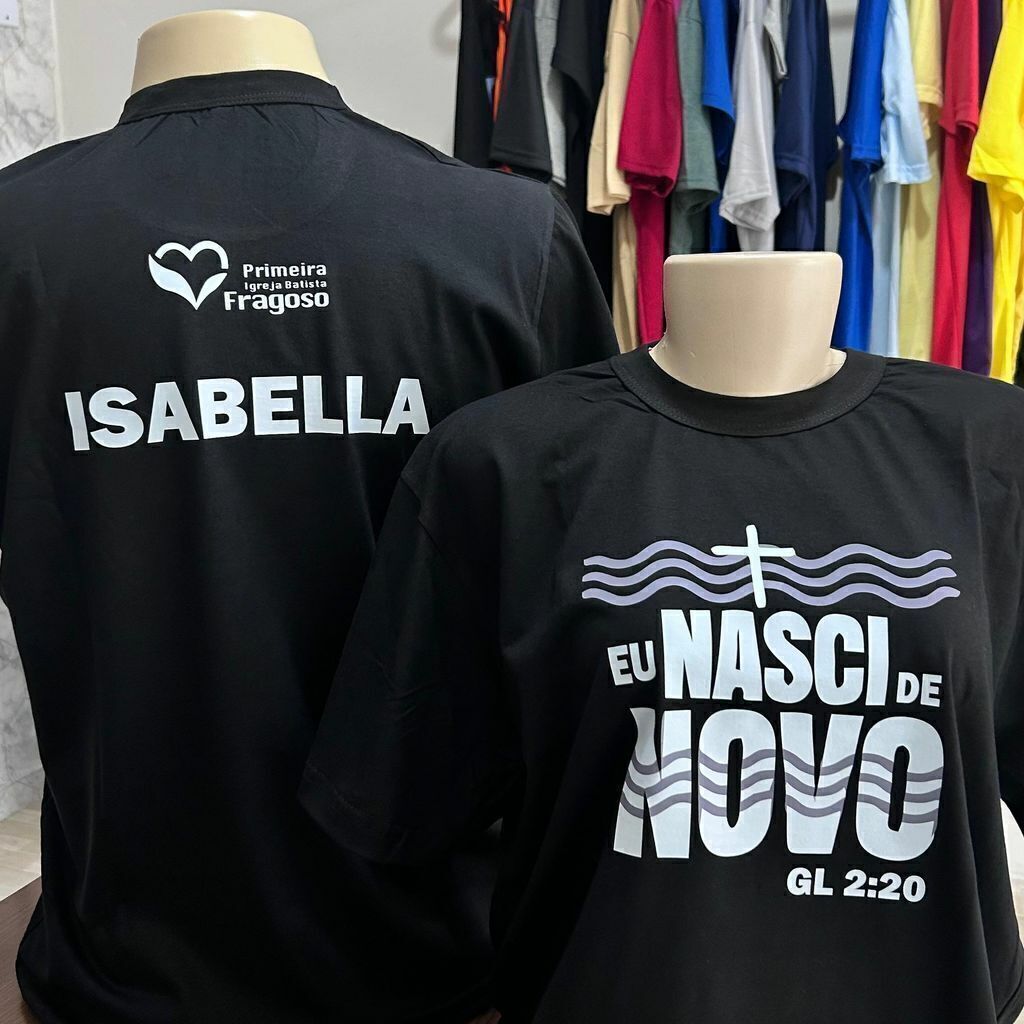 Primeira
Igreja Batista
Fragoso
ISABELLA
EU NASCI DE
NOVO
GL 2:20